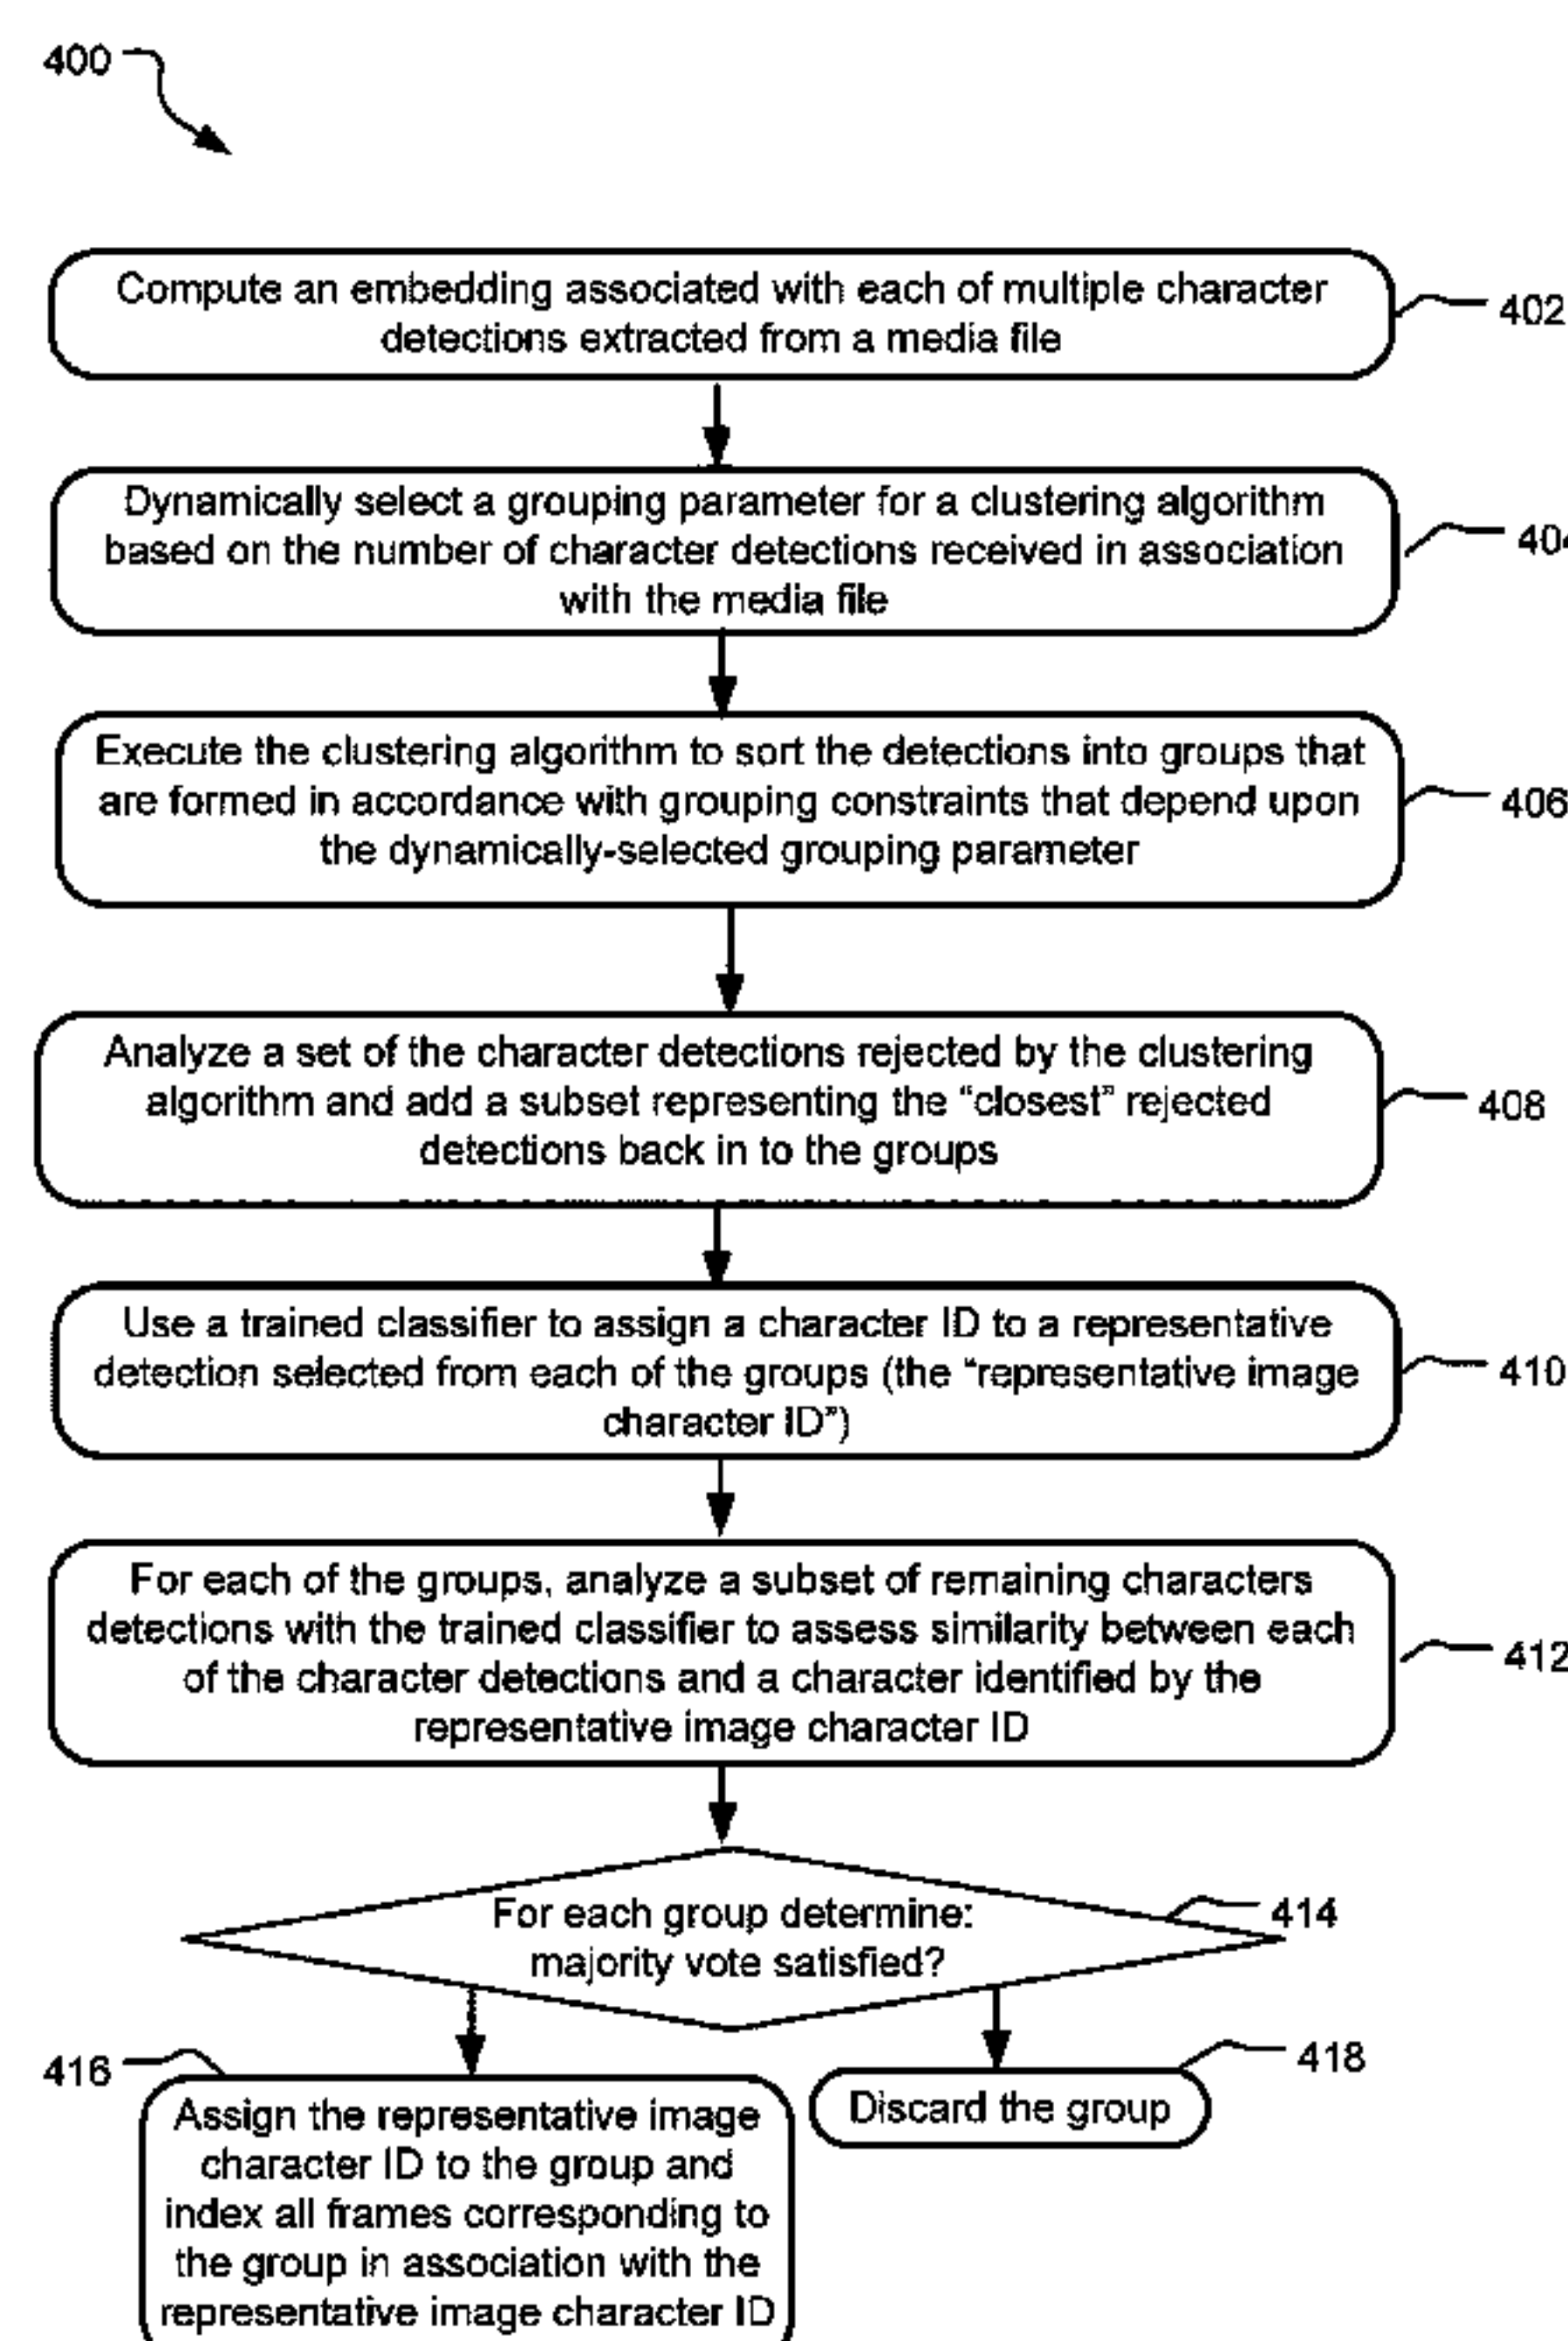 400
Compute an embedding associated with each of multiple character
detections extracted from a media file
402
Dynamically select a grouping parameter for a clustering algorithm
based on the number of character detections received in association
with the media file
404
Execute the clustering algorithm to sort the detections into groups that
are formed in accordance with grouping constraints that depend upon
the dynamically-selected grouping parameter
406
Analyze a set of the character detections rejected by the clustering
algorithm and add a subset representing the “closest” rejected
detections back in to the groups
408
Use a trained classifier to assign a character ID to a representative
detection selected from each of the groups (the “representative image
character ID”)
410
For each of the groups, analyze a subset of remaining characters
detections with the trained classifier to assess similarity between each
of the character detections and a character identified by the
representative image character ID
412
For each group determine:
majority vote satisfied?
414
416
Assign the representative image
character ID to the group and
index all frames corresponding to
the group in association with the
representative image character ID
Discard the group
418